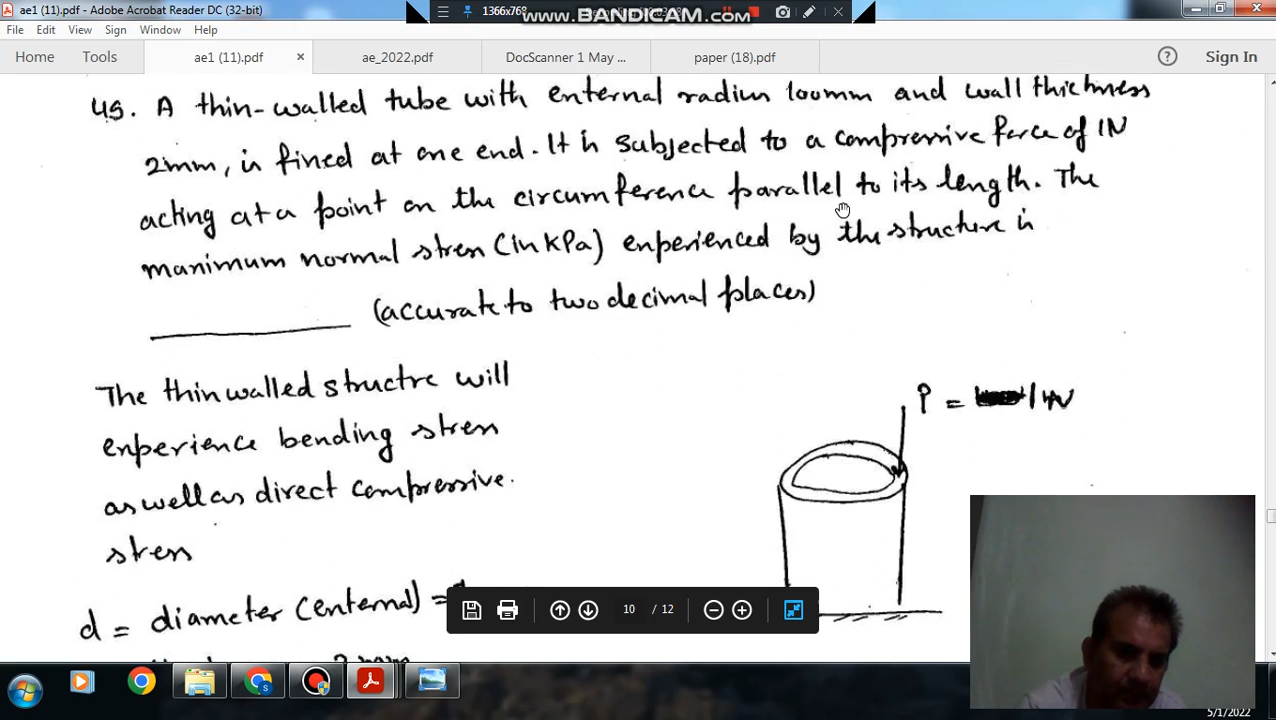 ae1 (11).pdf - Adobe Acrobat Reader DC (32-bit)
1366x768
www.BANDICAM.com
File Edit View Sign Window Help
Home Tools ae1 (11).pdf × ae_2022.pdf DocScanner 1 May ... paper (18).pdf Sign In
45. A thin-walled tube with external radius 100mm and wall thickness
2mm, is fixed at one end. It is subjected to a compressive force of 1N
acting at a point on the circumference parallel to its length. The
maximum normal stress (in kPa) experienced by the structure is
(accurate to two decimal places)
The thin walled structre will
experience bending stress
as well as direct compressive
stress
P = 1N
d = diameter (external) =
10 / 12
2mm
5/1/2022